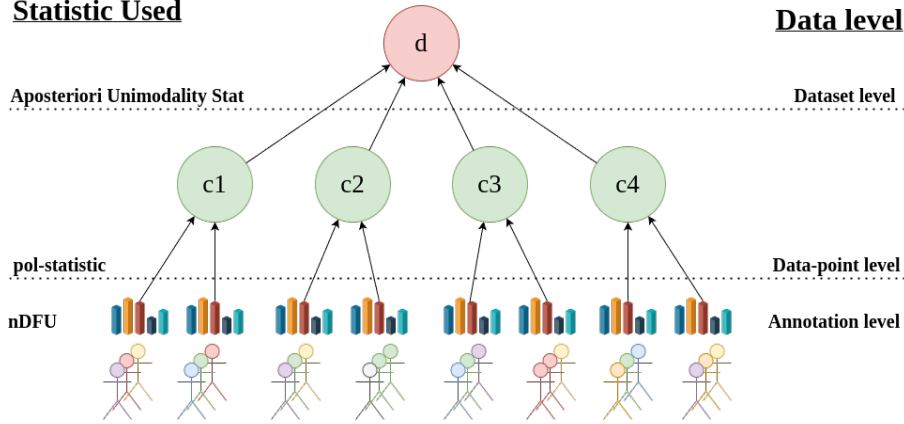 Statistic Used
Data level
d
Aposteriori Unimodality Stat
Dataset level
c1
c2
c3
c4
pol-statistic
Data-point level
nDFU
Annotation level